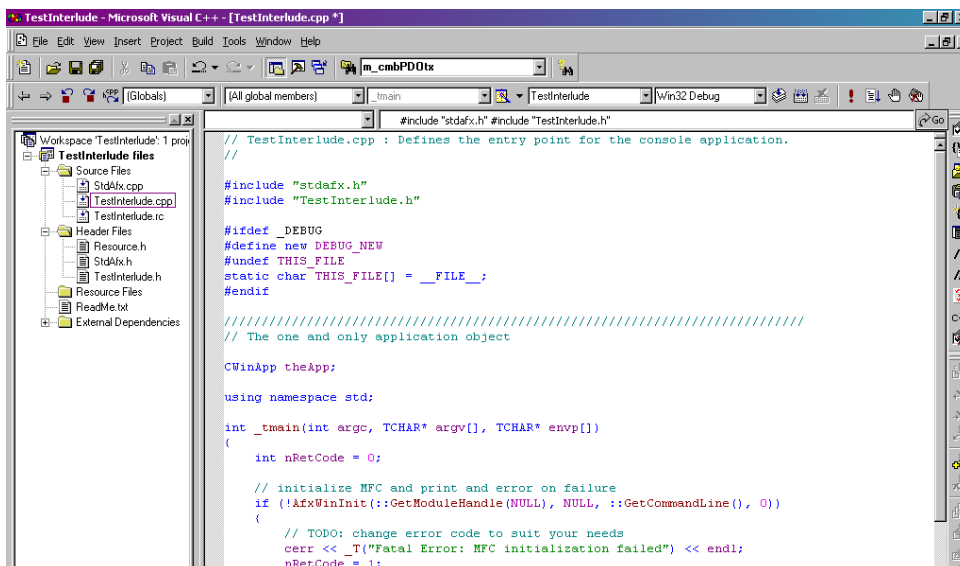 TestInterlude - Microsoft Visual C++ - [TestInterlude.cpp *]
File Edit View Insert Project Build Tools Window Help
m_cmbPDOtx
(Globals) (All global members) _tmain TestInterlude Win32 Debug
#include "stdafx.h" #include "TestInterlude.h" Go
Workspace 'TestInterlude': 1 proj
TestInterlude files
Source Files
StdAfx.cpp
TestInterlude.cpp
TestInterlude.rc
Header Files
Resource.h
StdAfx.h
TestInterlude.h
Resource Files
ReadMe.txt
External Dependencies
// TestInterlude.cpp : Defines the entry point for the console application.
//
#include "stdafx.h"
#include "TestInterlude.h"
#ifdef _DEBUG
#define new DEBUG_NEW
#undef THIS_FILE
static char THIS_FILE[] = __FILE__;
#endif
/////////////////////////////////////////////////////////////////////////////
// The one and only application object
CWinApp theApp;
using namespace std;
int _tmain(int argc, TCHAR* argv[], TCHAR* envp[])
{
int nRetCode = 0;
// initialize MFC and print and error on failure
if (!AfxWinInit(::GetModuleHandle(NULL), NULL, ::GetCommandLine(), 0))
{
// TODO: change error code to suit your needs
cerr << _T("Fatal Error: MFC initialization failed") << endl;
nRetCode = 1;